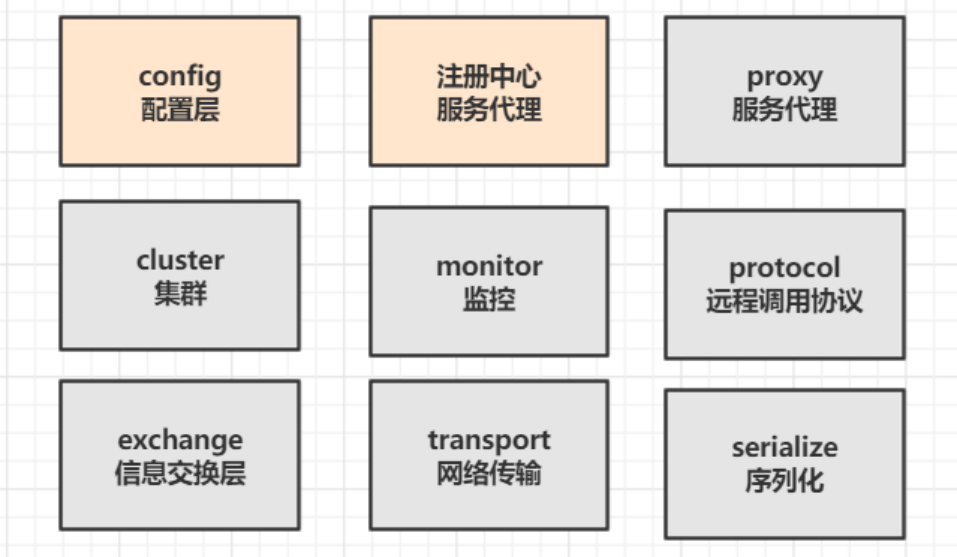 config
配置层
注册中心
服务代理
proxy
服务代理
cluster
集群
monitor
监控
protocol
远程调用协议
exchange
信息交换层
transport
网络传输
serialize
序列化